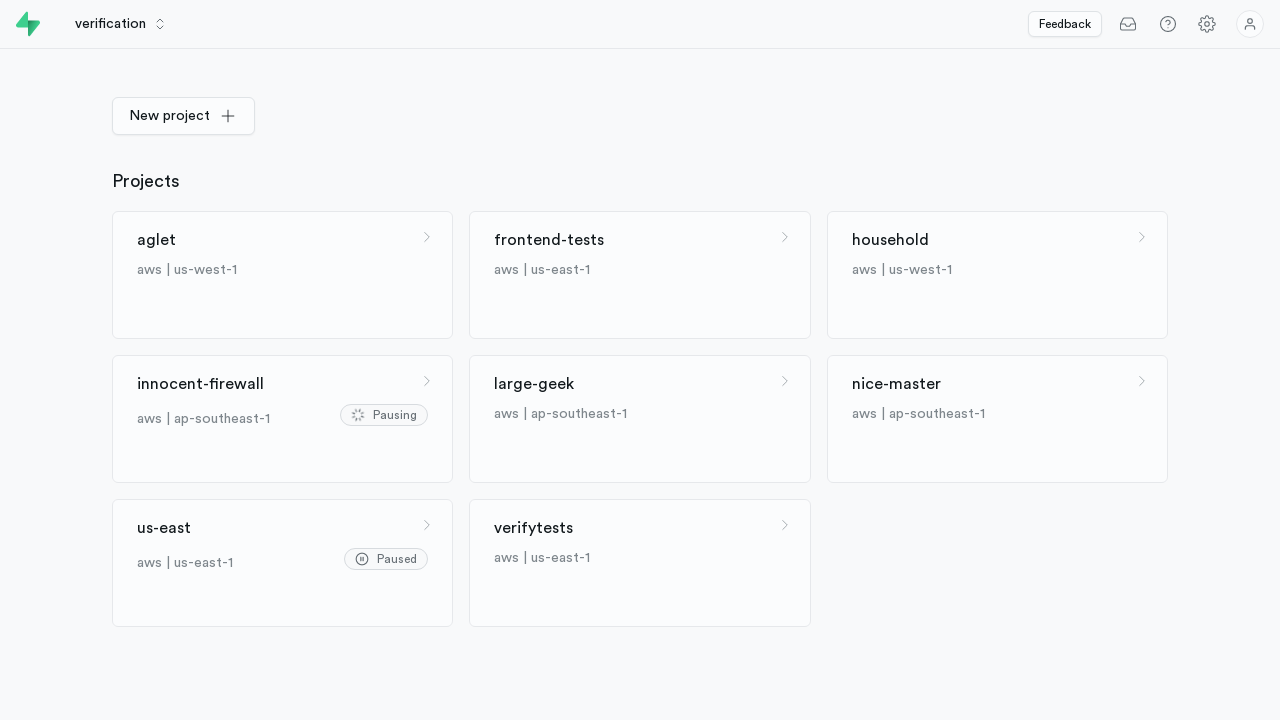 verification
Feedback
New project
Projects
aglet
aws | us-west-1
frontend-tests
aws | us-east-1
household
aws | us-west-1
innocent-firewall
aws | ap-southeast-1
Pausing
large-geek
aws | ap-southeast-1
nice-master
aws | ap-southeast-1
us-east
aws | us-east-1
Paused
verifytests
aws | us-east-1